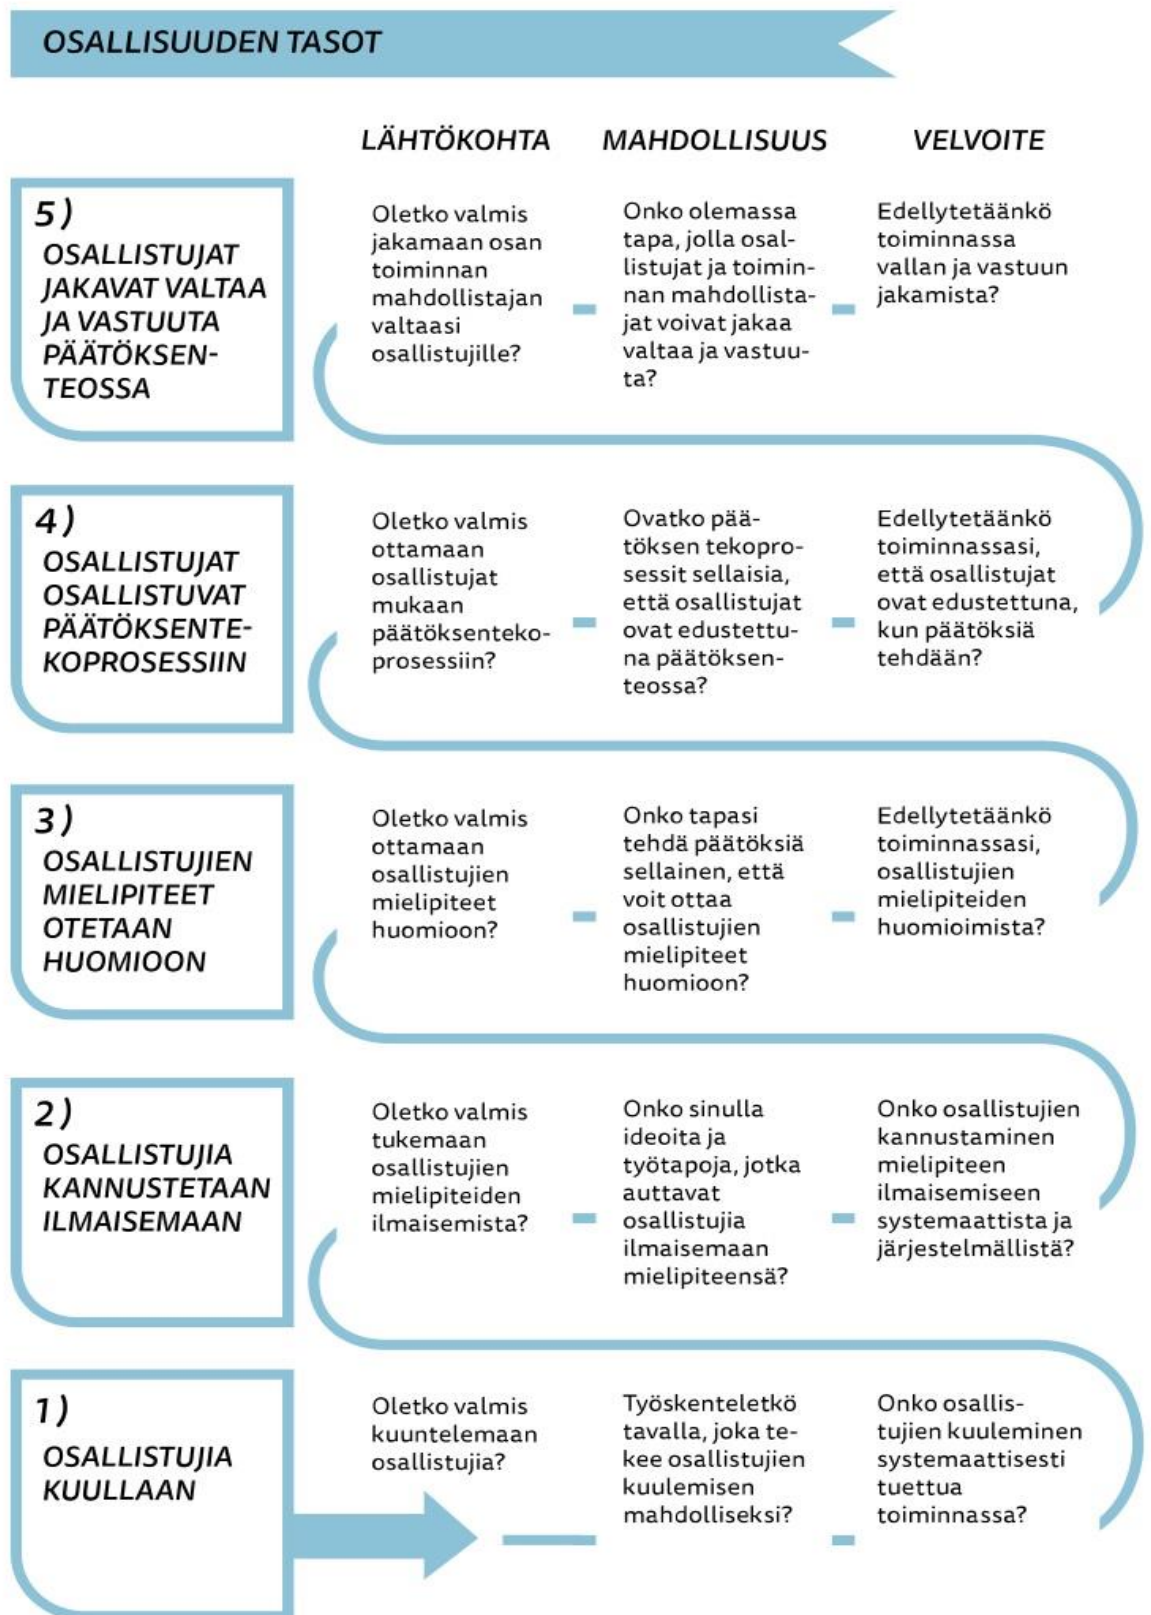 OSALLISUUDEN TASOT
LÄHTÖKOHTA
MAHDOLLISUUS
VELVOITE
5)
OSALLISTUJAT
JAKAVAT VALTAA
JA VASTUUTA
PÄÄTÖKSEN-
TEOSSA
Oletko valmis
jakamaan osan
toiminnan
mahdollistajan
valtaasi
osallistujille?
Onko olemassa
tapa, jolla osal-
listujat ja toimin-
nan mahdollista-
jat voivat jakaa
valtaa ja vastuu-
ta?
Edellytetäänkö
toiminnassa
vallan ja vastuun
jakamista?
4)
OSALLISTUJAT
OSALLISTUVAT
PÄÄTÖKSENTE-
KOPROSESSIIN
Oletko valmis
ottamaan
osallistujat
mukaan
päätöksenteko-
prosessiin?
Ovatko pää-
töksen tekopro-
sessit sellaisia,
että osallistujat
ovat edustettu-
na päätöksen-
teossa?
Edellytetäänkö
toiminnassasi,
että osallistujat
ovat edustettuna,
kun päätöksiä
tehdään?
3)
OSALLISTUJIEN
MIELIPITEET
OTETAAN
HUOMIOON
Oletko valmis
ottamaan
osallistujien
mielipiteet
huomioon?
Onko tapasi
tehdä päätöksiä
sellainen, että
voit ottaa
osallistujien
mielipiteet
huomioon?
Edellytetäänkö
toiminnassasi,
osallistujien
mielipiteiden
huomioimista?
2)
OSALLISTUJIA
KANNUSTETAAN
ILMAISEMAAN
Oletko valmis
tukemaan
osallistujien
mielipiteiden
ilmaisemista?
Onko sinulla
ideoita ja
työtapoja, jotka
auttavat
osallistujia
ilmaisemaan
mielipiteensä?
Onko osallistujien
kannustaminen
mielipiteen
ilmaisemiseen
systemaattista ja
järjestelmällistä?
1)
OSALLISTUJIA
KUULLAAN
Oletko valmis
kuuntelemaan
osallistujia?
Työskenteletkö
tavalla, joka te-
kee osallistujien
kuulemisen
mahdolliseksi?
Onko osallis-
tujien kuuleminen
systemaattisesti
tuettua
toiminnassa?